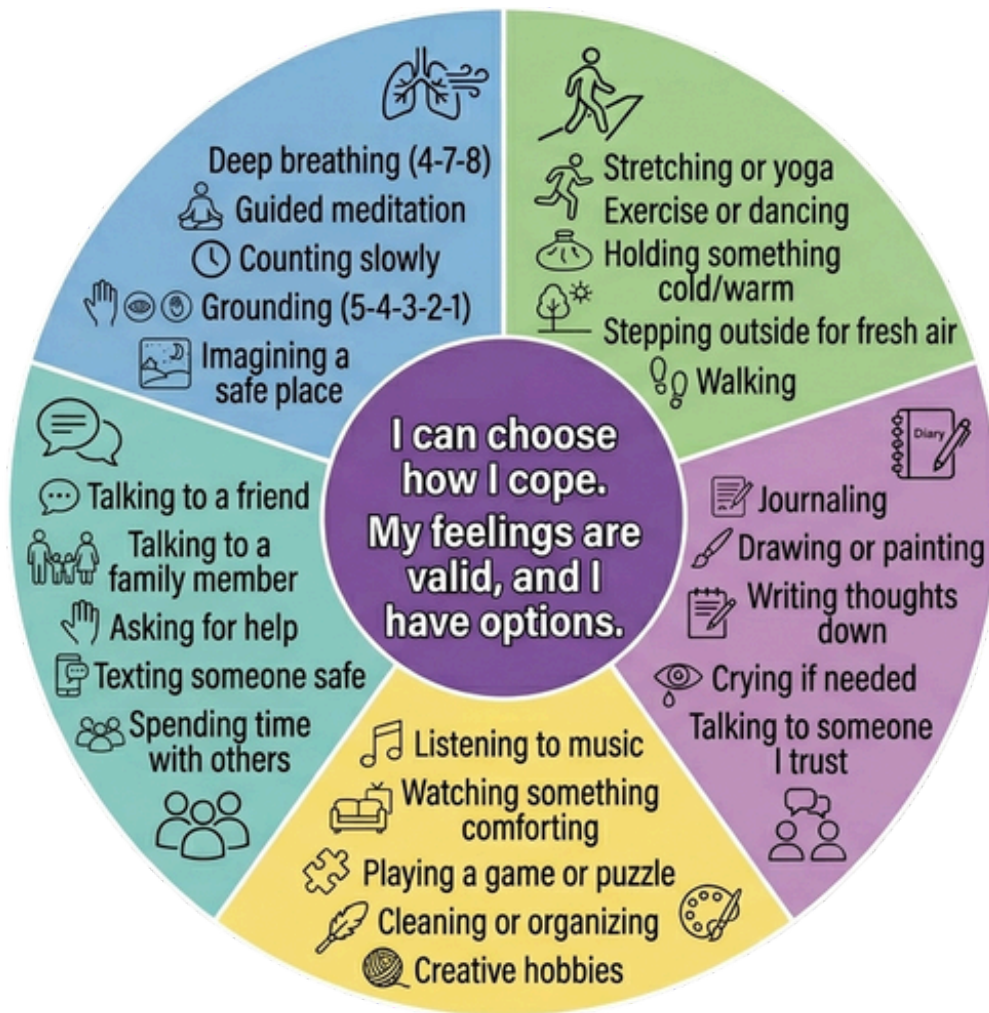 Deep breathing (4-7-8)
Guided meditation
Counting slowly
Grounding (5-4-3-2-1)
Imagining a
safe place
Stretching or yoga
Exercise or dancing
Holding something
cold/warm
Stepping outside for fresh air
Walking
Diary
Journaling
Drawing or painting
Writing thoughts
down
Crying if needed
Talking to someone
I trust
Listening to music
Watching something
comforting
Playing a game or puzzle
Cleaning or organizing
Creative hobbies
Talking to a friend
Talking to a
family member
Asking for help
Texting someone safe
Spending time
with others
I can choose
how I cope.
My feelings are
valid, and I
have options.